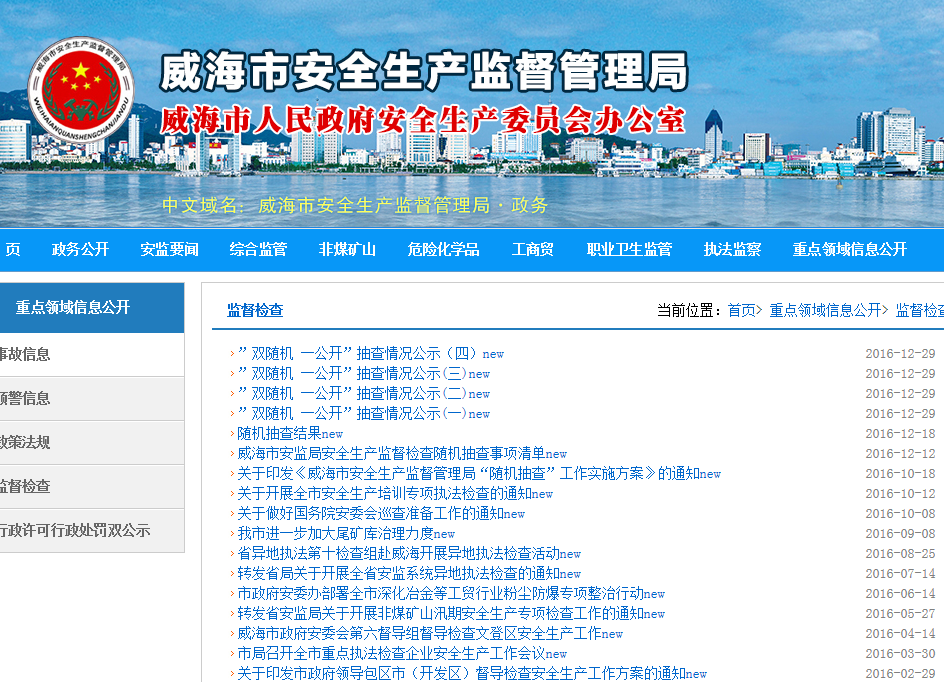 威海市安全生产监督管理局
WEIHAIANQUANSHENGCHANJIANDU
威海市安全生产监督管理局
威海市人民政府安全生产委员会办公室
中文域名：威海市安全生产监督管理局·政务
页 政务公开 安监要闻 综合监管 非煤矿山 危险化学品 工商贸 职业卫生监管 执法监察 重点领域信息公开
重点领域信息公开
事故信息
预警信息
政策法规
监督检查
行政许可行政处罚双公示
监督检查 当前位置：首页> 重点领域信息公开> 监督检查
”双随机 一公开”抽查情况公示（四）new 2016-12-29
”双随机 一公开”抽查情况公示(三)new 2016-12-29
”双随机 一公开”抽查情况公示(二)new 2016-12-29
”双随机 一公开”抽查情况公示(一)new 2016-12-29
随机抽查结果new 2016-12-18
威海市安监局安全生产监督检查随机抽查事项清单new 2016-12-12
关于印发《威海市安全生产监督管理局“随机抽查”工作实施方案》的通知new 2016-10-18
关于开展全市安全生产培训专项执法检查的通知new 2016-10-12
关于做好国务院安委会巡查准备工作的通知new 2016-10-08
我市进一步加大尾矿库治理力度new 2016-09-08
省异地执法第十检查组赴威海开展异地执法检查活动new 2016-08-25
转发省局关于开展全省安监系统异地执法检查的通知new 2016-07-14
市政府安委办部署全市深化冶金等工贸行业粉尘防爆专项整治行动new 2016-06-14
转发省安监局关于开展非煤矿山汛期安全生产专项检查工作的通知new 2016-05-27
威海市政府安委会第六督导组督导检查文登区安全生产工作new 2016-04-14
市局召开全市重点执法检查企业安全生产工作会议new 2016-03-30
关于印发市政府领导包区市（开发区）督导检查安全生产工作方案的通知new 2016-02-29